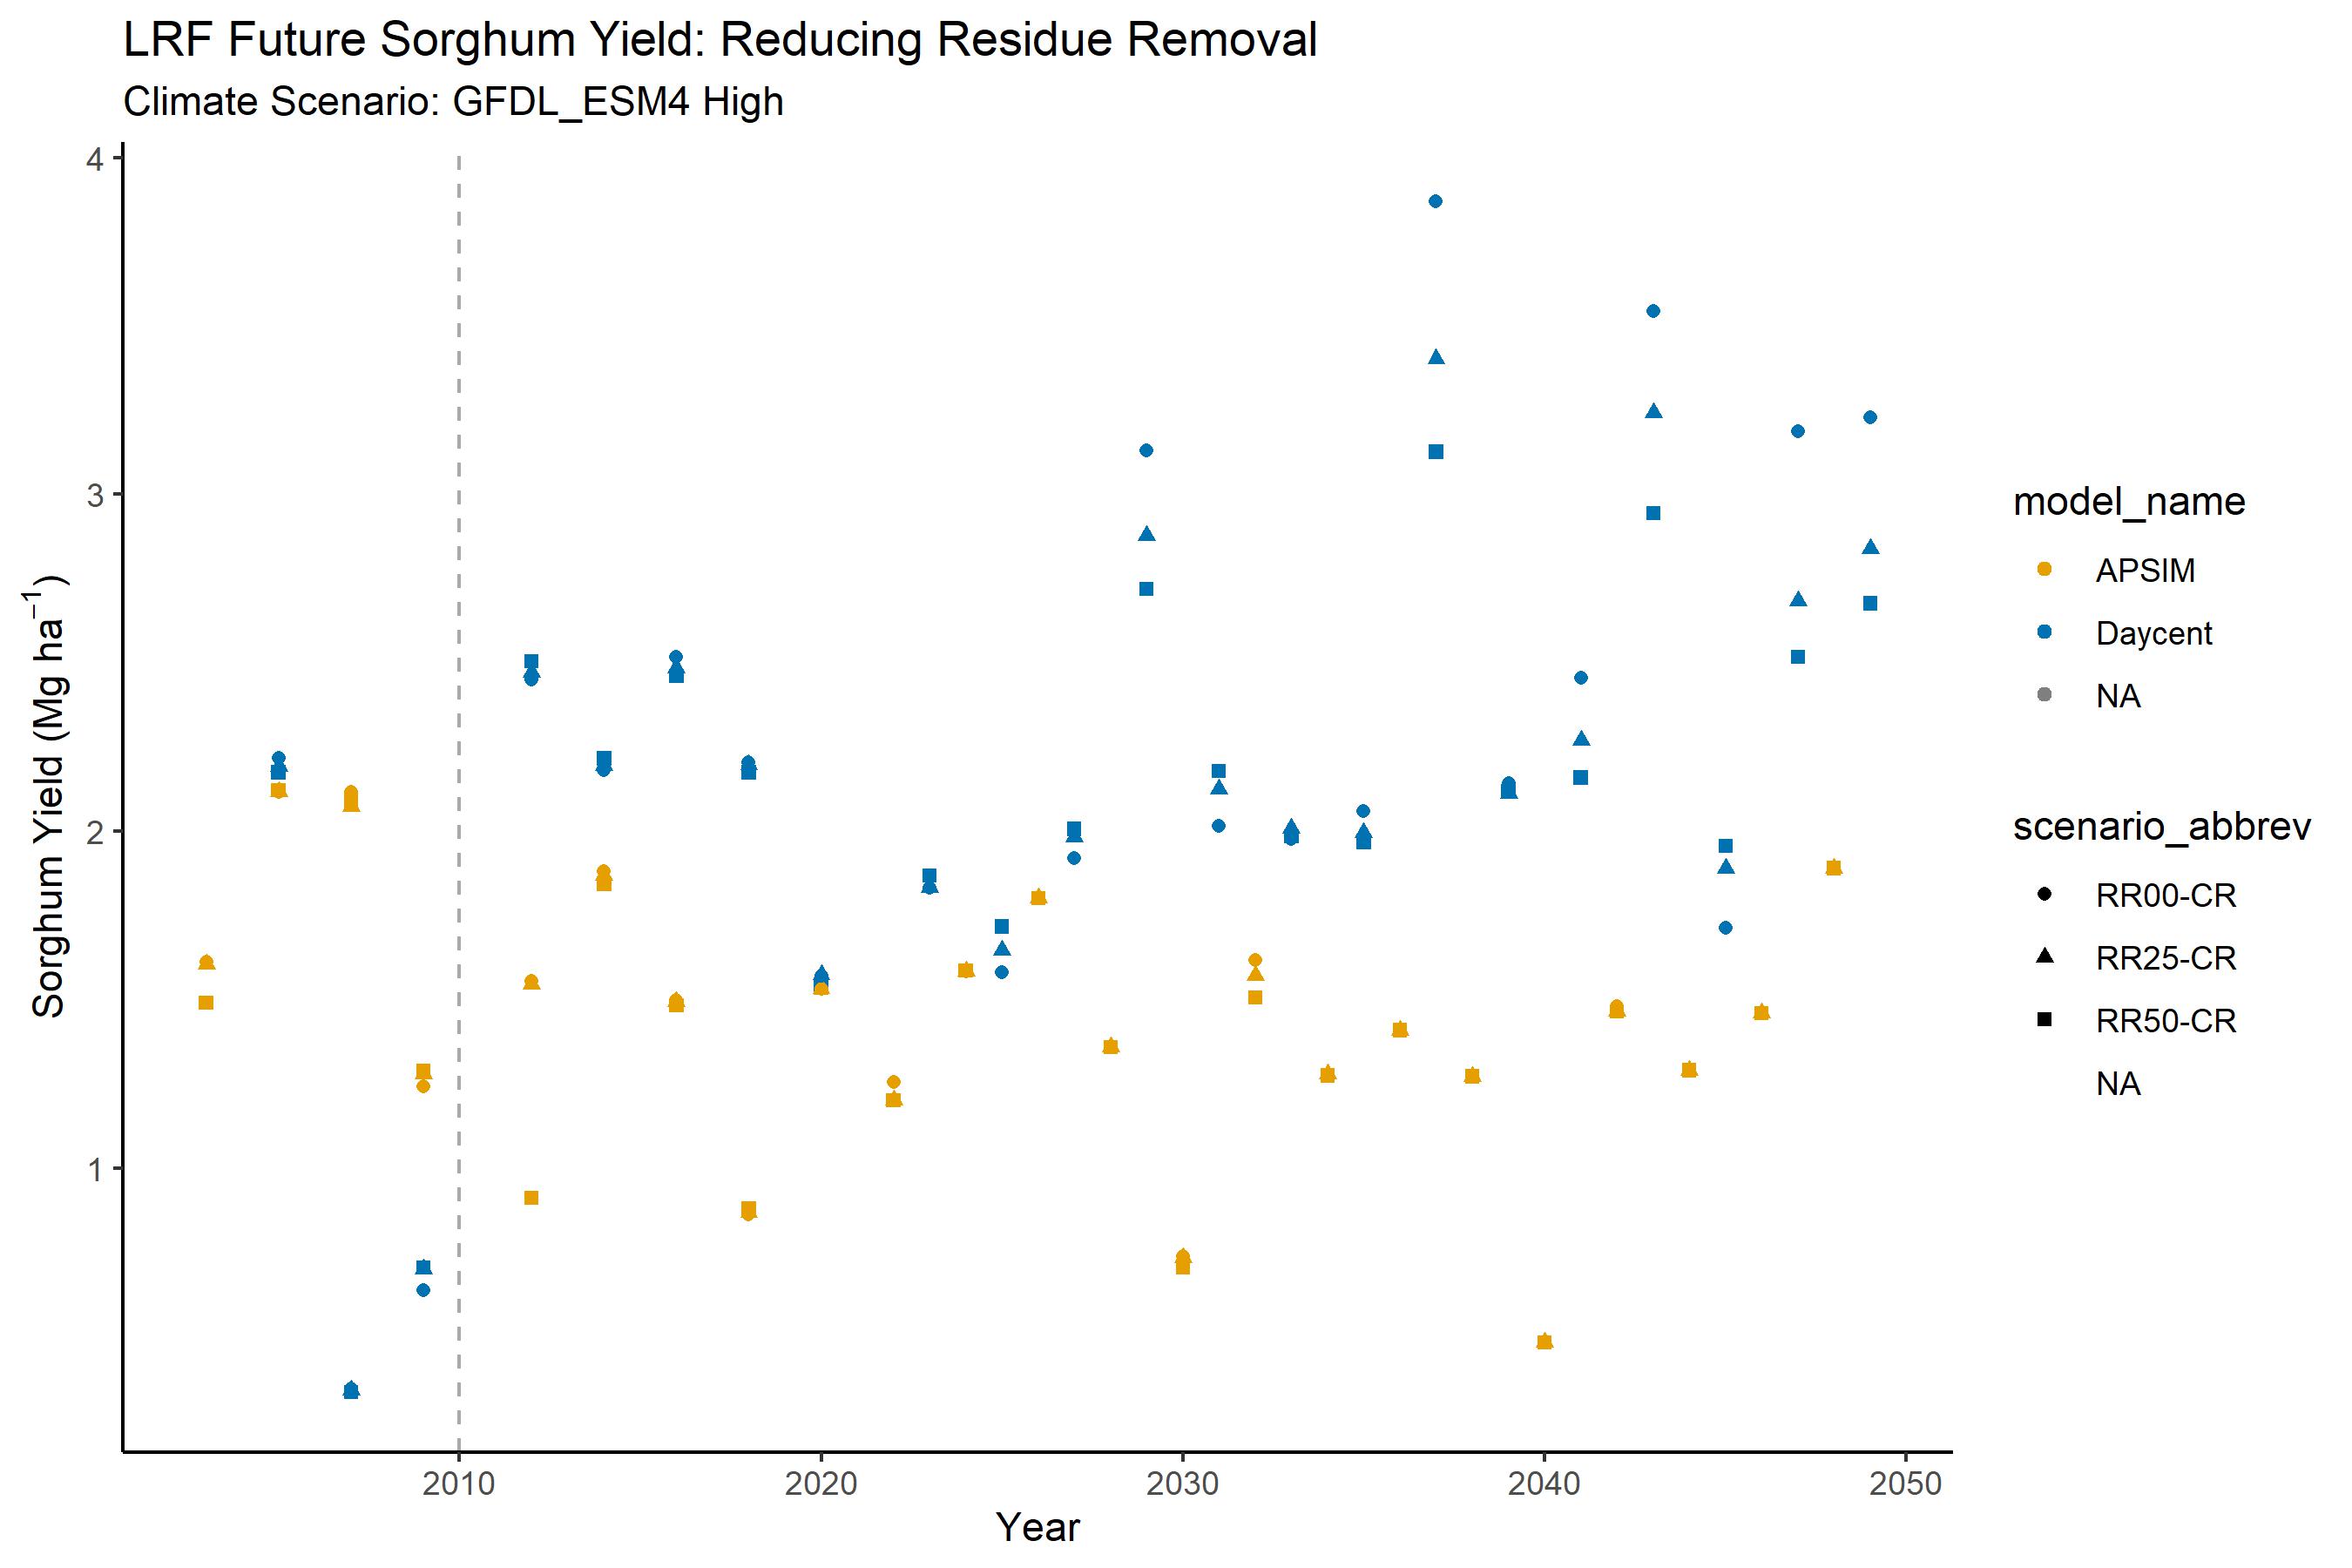 LRF Future Sorghum Yield: Reducing Residue Removal
Climate Scenario: GFDL_ESM4 High
Sorghum Yield (Mg ha⁻¹)
4
3
2
1
2010
2020
2030
2040
2050
Year
model_name
APSIM
Daycent
NA
scenario_abbrev
RR00-CR
RR25-CR
RR50-CR
NA